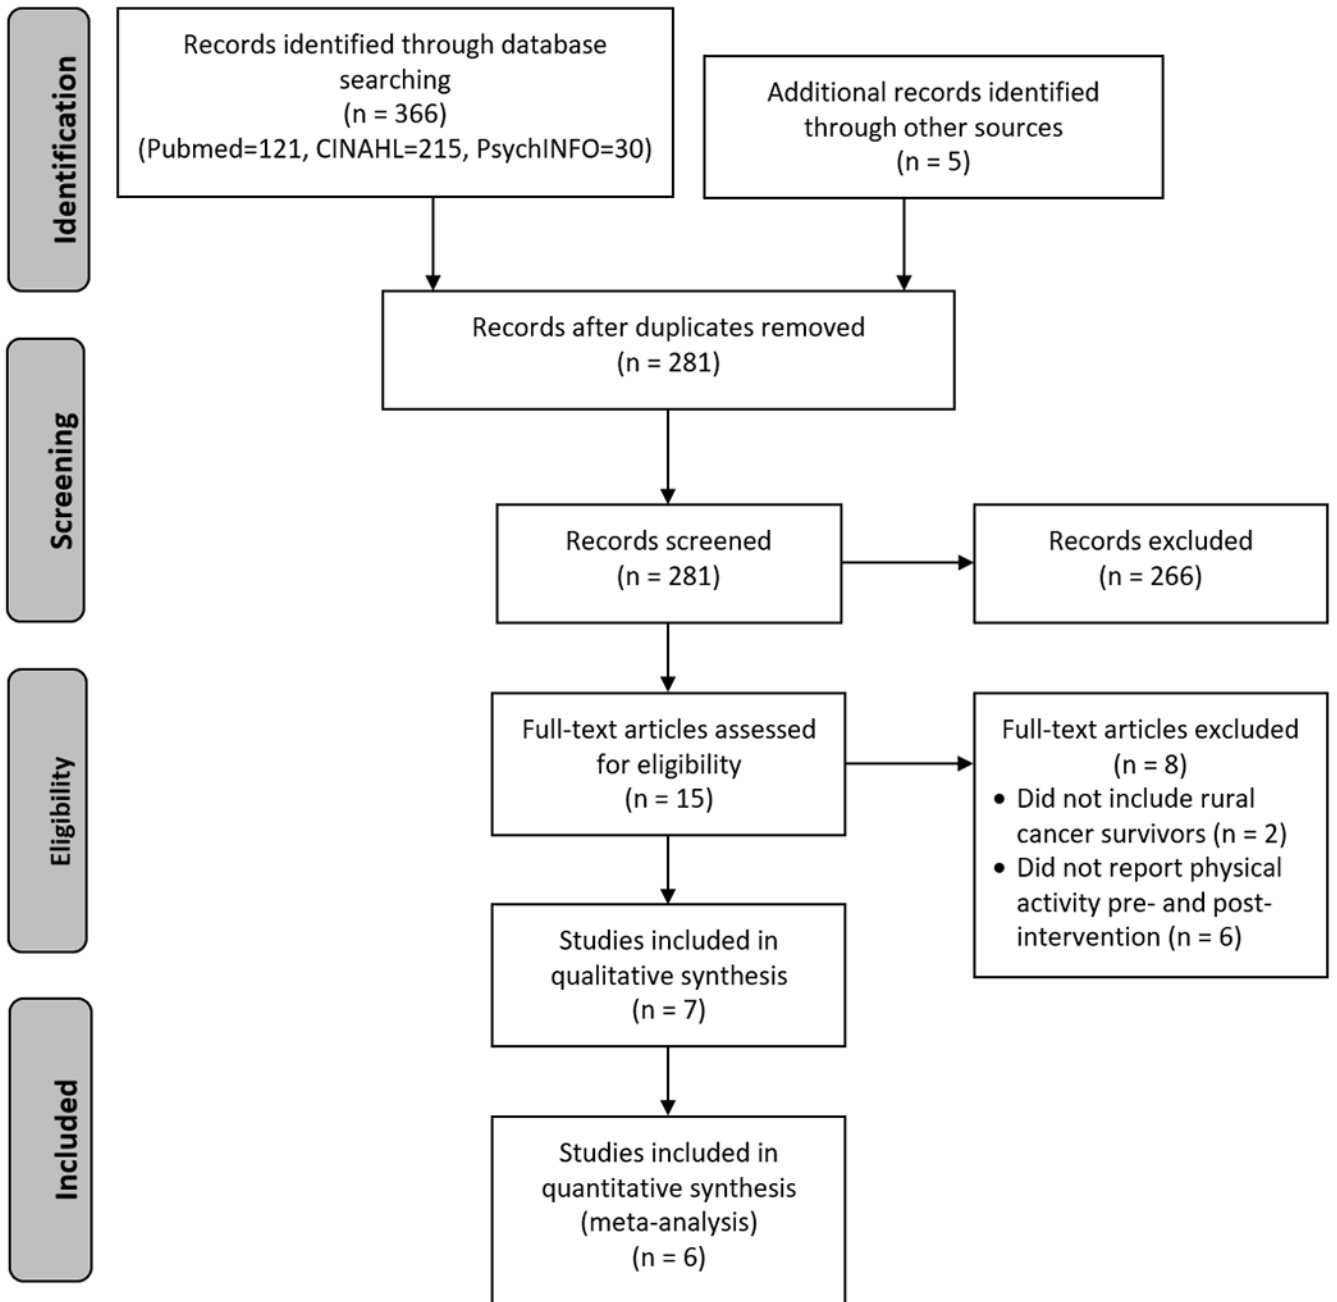 Identification
Records identified through database
searching
(n = 366)
(Pubmed=121, CINAHL=215, PsychINFO=30)
Additional records identified
through other sources
(n = 5)
Records after duplicates removed
(n = 281)
Screening
Records screened
(n = 281)
Records excluded
(n = 266)
Eligibility
Full-text articles assessed
for eligibility
(n = 15)
Full-text articles excluded
(n = 8)
• Did not include rural
cancer survivors (n = 2)
• Did not report physical
activity pre- and post-
intervention (n = 6)
Studies included in
qualitative synthesis
(n = 7)
Included
Studies included in
quantitative synthesis
(meta-analysis)
(n = 6)